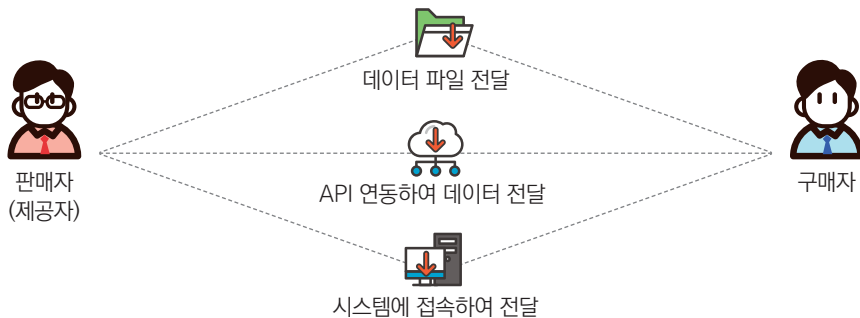 데이터 파일 전달
API 연동하여 데이터 전달
판매자
(제공자)
구매자
시스템에 접속하여 전달